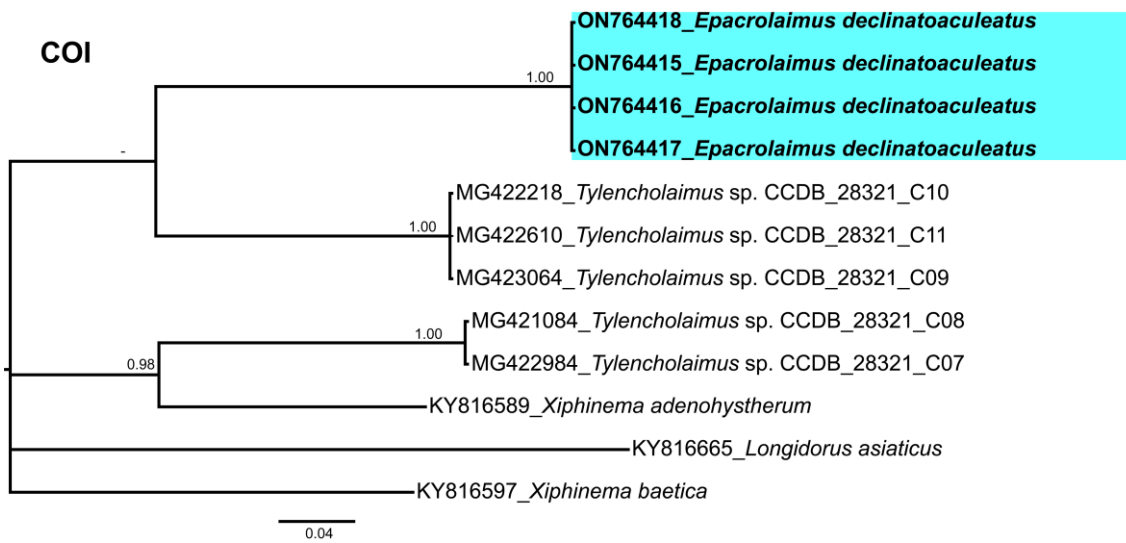 COI
ON764418_Epacrolaimus declinatoaculeatus
ON764415_Epacrolaimus declinatoaculeatus
1.00
ON764416_Epacrolaimus declinatoaculeatus
ON764417_Epacrolaimus declinatoaculeatus
-
MG422218_Tylencholaimus sp. CCDB_28321_C10
1.00
MG422610_Tylencholaimus sp. CCDB_28321_C11
MG423064_Tylencholaimus sp. CCDB_28321_C09
MG421084_Tylencholaimus sp. CCDB_28321_C08
1.00
MG422984_Tylencholaimus sp. CCDB_28321_C07
0.98
KY816589_Xiphinema adenohystherum
KY816665_Longidorus asiaticus
KY816597_Xiphinema baetica
0.04